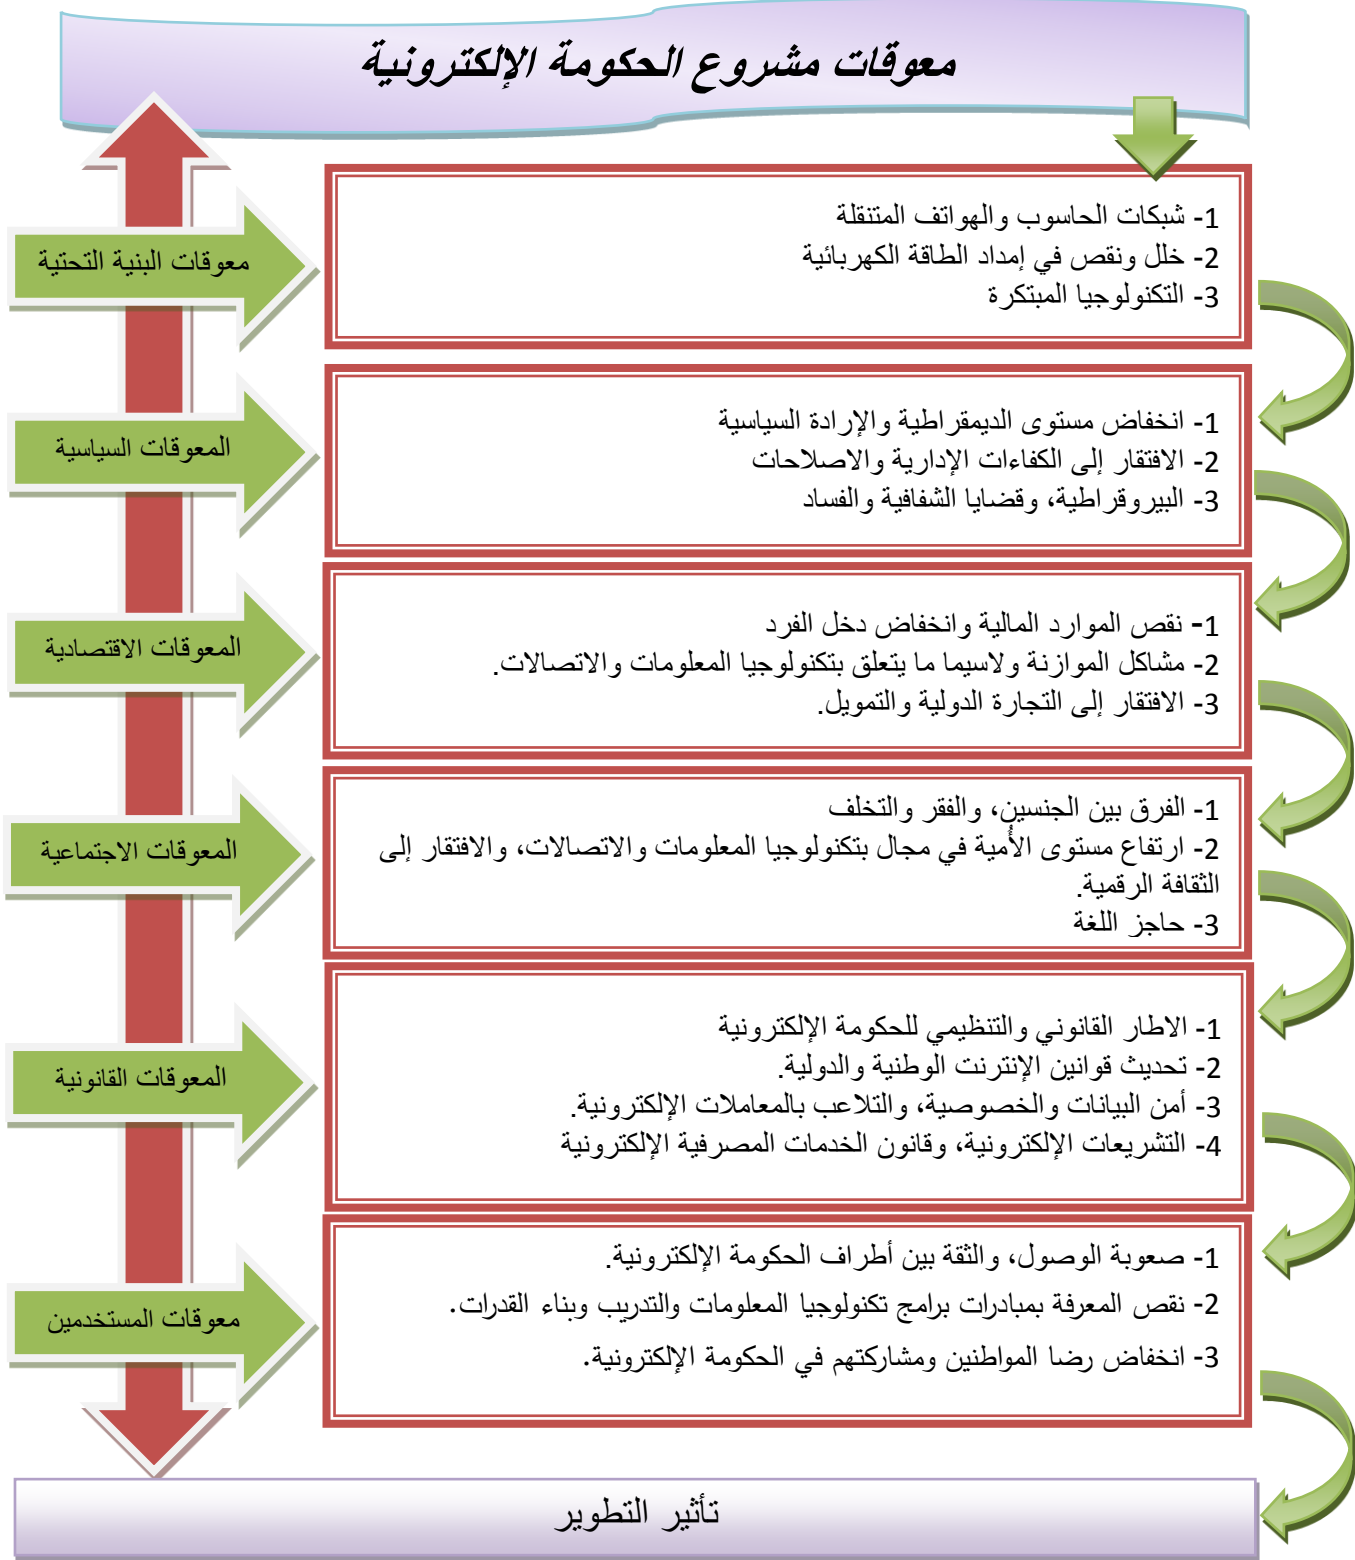 معوقات مشروع الحكومة الإلكترونية
معوقات البنية التحتية
1- شبكات الحاسوب والهواتف المتنقلة
2- خلل ونقص في إمداد الطاقة الكهربائية
3- التكنولوجيا المبتكرة
المعوقات السياسية
1- انخفاض مستوى الديمقراطية والإرادة السياسية
2- الافتقار إلى الكفاءات الإدارية والاصلاحات
3- البيروقراطية، وقضايا الشفافية والفساد
المعوقات الاقتصادية
1- نقص الموارد المالية وانخفاض دخل الفرد
2- مشاكل الموازنة ولاسيما ما يتعلق بتكنولوجيا المعلومات والاتصالات.
3- الافتقار إلى التجارة الدولية والتمويل.
المعوقات الاجتماعية
1- الفرق بين الجنسين، والفقر والتخلف
2- ارتفاع مستوى الأُمية في مجال بتكنولوجيا المعلومات والاتصالات، والافتقار إلى
الثقافة الرقمية.
3- حاجز اللغة
المعوقات القانونية
1- الاطار القانوني والتنظيمي للحكومة الإلكترونية
2- تحديث قوانين الإنترنت الوطنية والدولية.
3- أمن البيانات والخصوصية، والتلاعب بالمعاملات الإلكترونية.
4- التشريعات الإلكترونية، وقانون الخدمات المصرفية الإلكترونية
معوقات المستخدمين
1- صعوبة الوصول، والثقة بين أطراف الحكومة الإلكترونية.
2- نقص المعرفة بمبادرات برامج تكنولوجيا المعلومات والتدريب وبناء القدرات.
3- انخفاض رضا المواطنين ومشاركتهم في الحكومة الإلكترونية.
تأثير التطوير